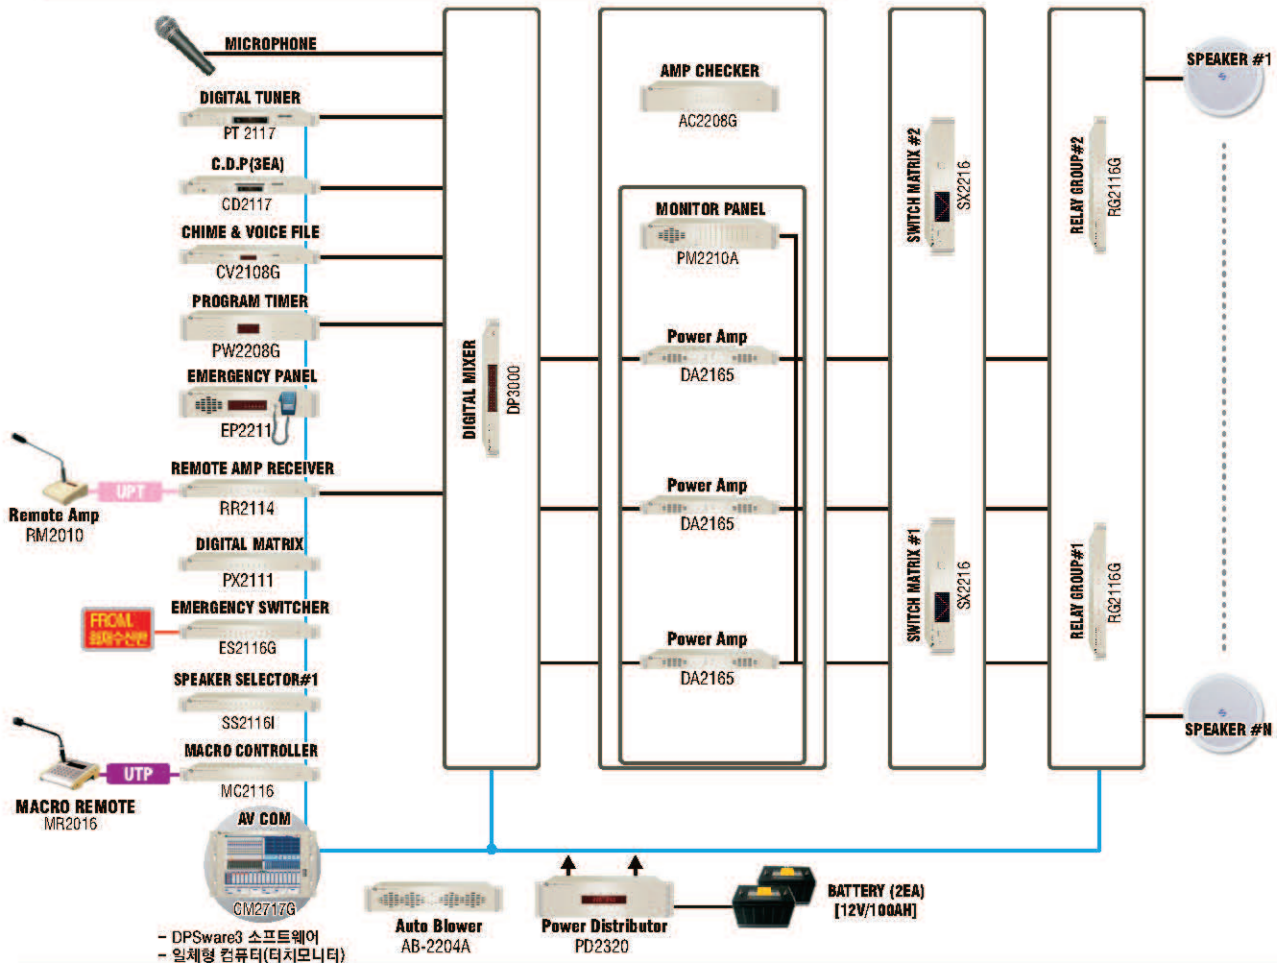 MICROPHONE
DIGITAL TUNER
PT 2117
C.D.P(3EA)
CD2117
CHIME & VOICE FILE
CV2108G
PROGRAM TIMER
PW2208G
EMERGENCY PANEL
EP2211
REMOTE AMP RECEIVER
UPT
RR2114
Remote Amp
RM2010
DIGITAL MATRIX
PX2111
EMERGENCY SWITCHER
FROM.
화재수신반
ES2116G
SPEAKER SELECTOR#1
SS2116I
MACRO CONTROLLER
UTP
MC2116
MACRO REMOTE
MR2016
AV COM
CM2717G
- DPSware3 소프트웨어
- 일체형 컴퓨터(터치모니터)
DIGITAL MIXER
DP3000
AMP CHECKER
AC2208G
MONITOR PANEL
PM2210A
Power Amp
DA2165
Power Amp
DA2165
Power Amp
DA2165
SWITCH MATRIX #2
SX2216
SWITCH MATRIX #1
SX2216
RELAY GROUP#2
RG2116G
RELAY GROUP#1
RG2116G
SPEAKER #1
SPEAKER #N
Auto Blower
AB-2204A
Power Distributor
PD2320
BATTERY (2EA)
[12V/100AH]